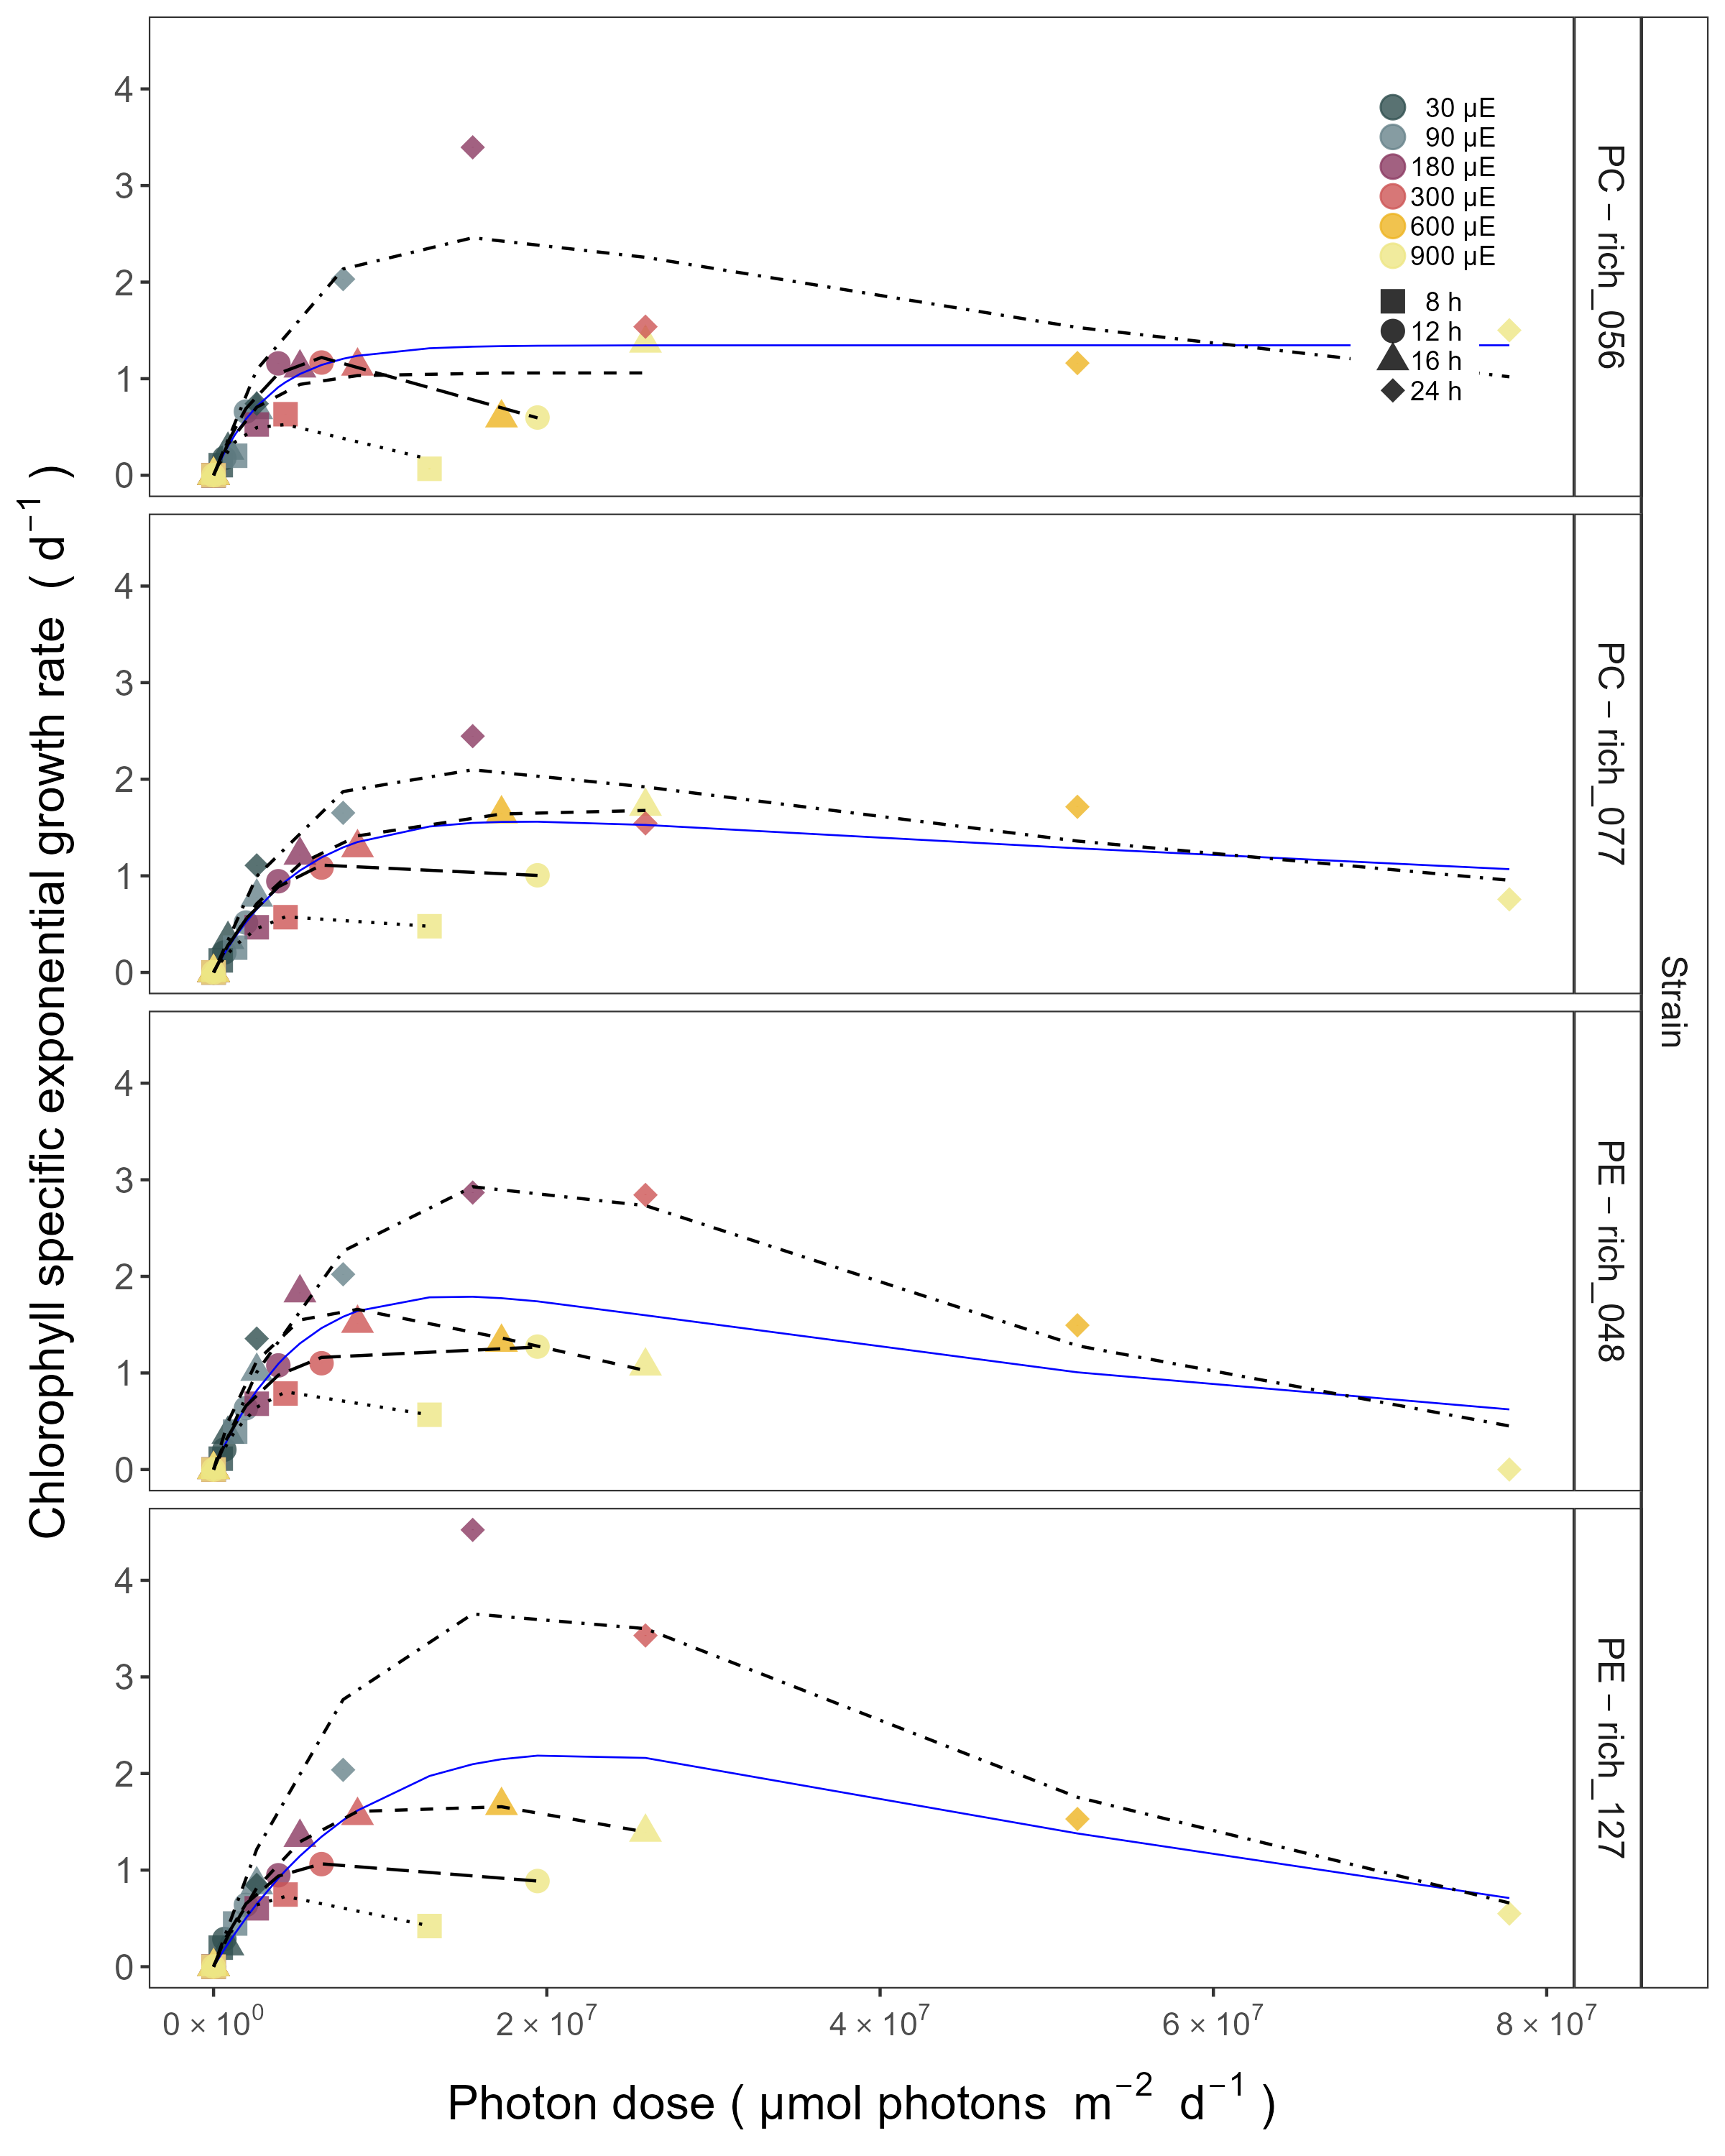 Chlorophyll specific exponential growth rate ( d⁻¹ )
4
3
2
1
0
30 µE
90 µE
180 µE
300 µE
600 µE
900 µE
8 h
12 h
16 h
24 h
PC − rich_056
4
3
2
1
0
PC − rich_077
Strain
4
3
2
1
0
PE − rich_048
4
3
2
1
0
PE − rich_127
0 × 10⁰ 2 × 10⁷ 4 × 10⁷ 6 × 10⁷ 8 × 10⁷
Photon dose ( µmol photons m⁻² d⁻¹ )